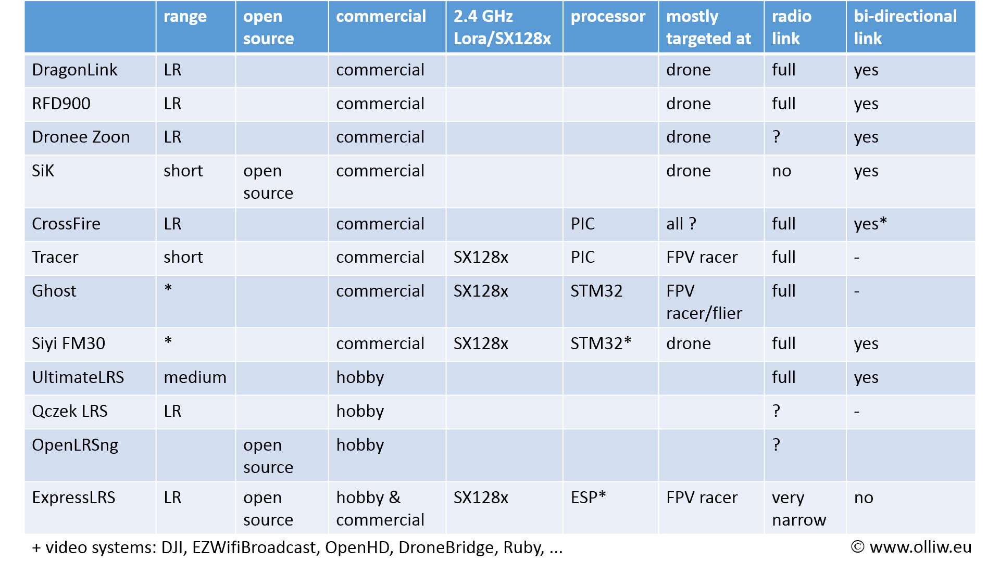 range open source commercial 2.4 GHz Lora/SX128x processor mostly targeted at radio link bi-directional link
DragonLink LR commercial drone full yes
RFD900 LR commercial drone full yes
Dronee Zoon LR commercial drone ? yes
SiK short open source commercial drone no yes
CrossFire LR commercial PIC all ? full yes*
Tracer short commercial SX128x PIC FPV racer full -
Ghost * commercial SX128x STM32 FPV racer/flier full -
Siyi FM30 * commercial SX128x STM32* drone full yes
UltimateLRS medium hobby full yes
Qczek LRS LR hobby ? -
OpenLRSng open source hobby ?
ExpressLRS LR open source hobby & commercial SX128x ESP* FPV racer very narrow no
+ video systems: DJI, EZWifiBroadcast, OpenHD, DroneBridge, Ruby, ... © www.olliw.eu